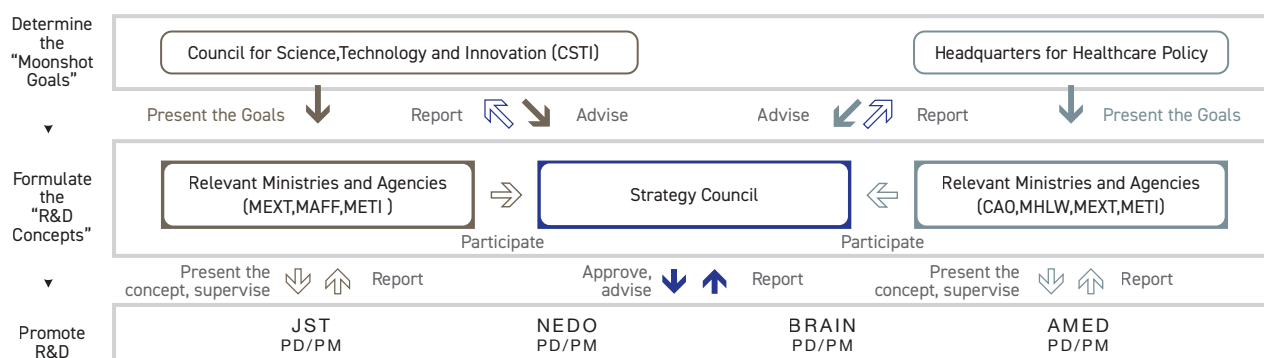 Determine
the
“Moonshot
Goals”
Council for Science,Technology and Innovation (CSTI)
Headquarters for Healthcare Policy
Present the Goals
Report
Advise
Advise
Report
Present the Goals
▼
Formulate
the
“R&D
Concepts”
Relevant Ministries and Agencies
(MEXT,MAFF,METI )
Strategy Council
Relevant Ministries and Agencies
(CAO,MHLW,MEXT,METI)
Participate
Participate
▼
Present the
concept, supervise
Report
Approve,
advise
Report
Present the
concept, supervise
Report
Promote
R&D
JST
PD/PM
NEDO
PD/PM
BRAIN
PD/PM
AMED
PD/PM